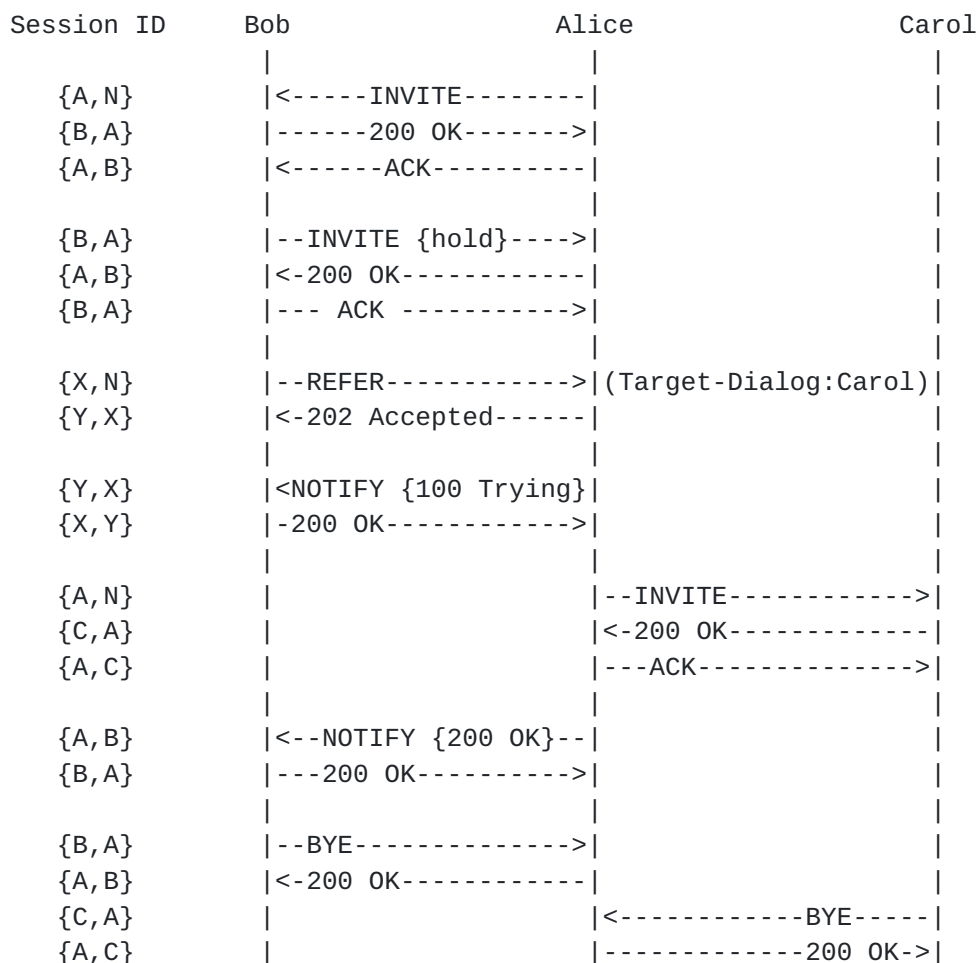 Session ID     Bob                 Alice                 Carol
                |                    |                     |
   {A,N}        |<-----INVITE--------|                     |
   {B,A}        |------200 OK------->|                     |
   {A,B}        |<------ACK----------|                     |
                |                    |                     |
   {B,A}        |--INVITE {hold}---->|                     |
   {A,B}        |<-200 OK------------|                     |
   {B,A}        |--- ACK ----------->|                     |
                |                    |                     |
   {X,N}        |--REFER------------>|(Target-Dialog:Carol)|
   {Y,X}        |<-202 Accepted------|                     |
                |                    |                     |
   {Y,X}        |<NOTIFY {100 Trying}|                     |
   {X,Y}        |-200 OK------------>|                     |
                |                    |                     |
   {A,N}        |                    |--INVITE------------>|
   {C,A}        |                    |<-200 OK-------------|
   {A,C}        |                    |---ACK-------------->|
                |                    |                     |
   {A,B}        |<--NOTIFY {200 OK}--|                     |
   {B,A}        |---200 OK---------->|                     |
                |                    |                     |
   {B,A}        |--BYE-------------->|                     |
   {A,B}        |<-200 OK------------|                     |
   {C,A}        |                    |<------------BYE-----|
   {A,C}        |                    |-------------200 OK->|